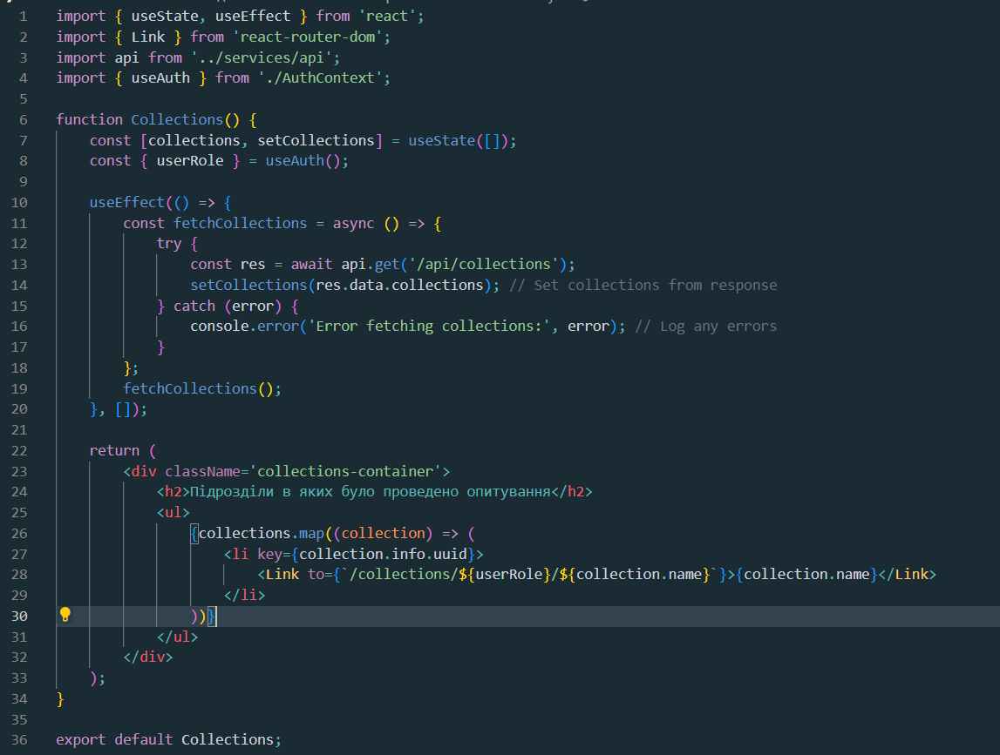 1 import { useState, useEffect } from 'react';
2 import { Link } from 'react-router-dom';
3 import api from '../services/api';
4 import { useAuth } from './AuthContext';
5
6 function Collections() {
7     const [collections, setCollections] = useState([]);
8     const { userRole } = useAuth();
9
10     useEffect(() => {
11         const fetchCollections = async () => {
12             try {
13                 const res = await api.get('/api/collections');
14                 setCollections(res.data.collections); // Set collections from response
15             } catch (error) {
16                 console.error('Error fetching collections:', error); // Log any errors
17             }
18         };
19         fetchCollections();
20     }, []);
21
22     return (
23         <div className='collections-container'>
24             <h2>Підрозділи в яких було проведено опитування</h2>
25             <ul>
26                 {collections.map((collection) => (
27                     <li key={collection.info.uuid}>
28                         <Link to={`/collections/${userRole}/${collection.name}`}>{collection.name}</Link>
29                     </li>
30                 ))}
31             </ul>
32         </div>
33     );
34 }
35
36 export default Collections;